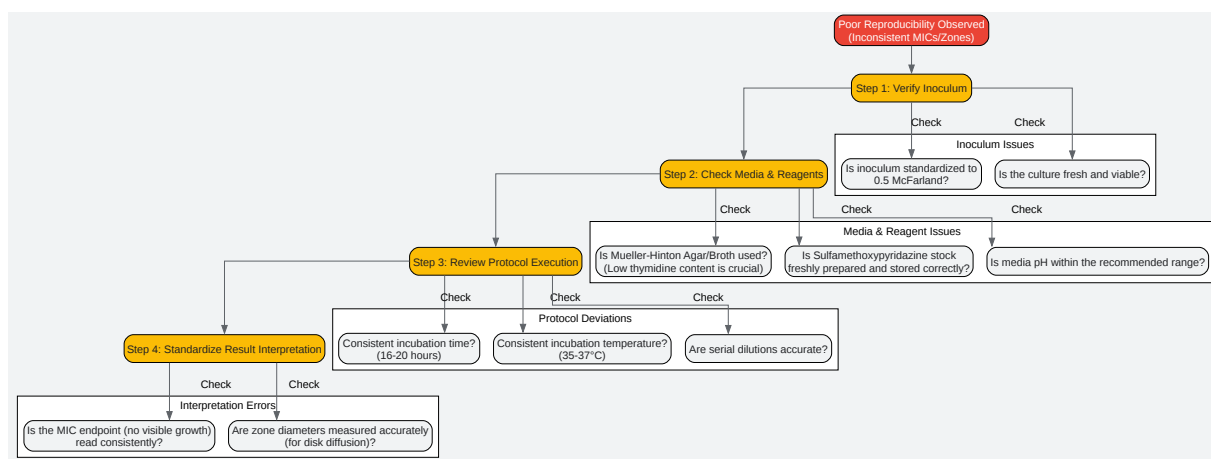 Poor Reproducibility Observed
(Inconsistent MICs/Zones)
Step 1: Verify Inoculum
Check
Check
Inoculum Issues
Is inoculum standardized to
0.5 McFarland?
Is the culture fresh and viable?
Step 2: Check Media & Reagents
Check
Check
Check
Media & Reagent Issues
Is Mueller-Hinton Agar/Broth used?
(Low thymidine content is crucial)
Is Sulfamethoxypyridazine stock
freshly prepared and stored correctly?
Is media pH within the recommended range?
Step 3: Review Protocol Execution
Check
Check
Check
Protocol Deviations
Consistent incubation time?
(16-20 hours)
Consistent incubation temperature?
(35-37°C)
Are serial dilutions accurate?
Step 4: Standardize Result Interpretation
Check
Check
Interpretation Errors
Is the MIC endpoint (no visible growth)
read consistently?
Are zone diameters measured accurately
(for disk diffusion)?